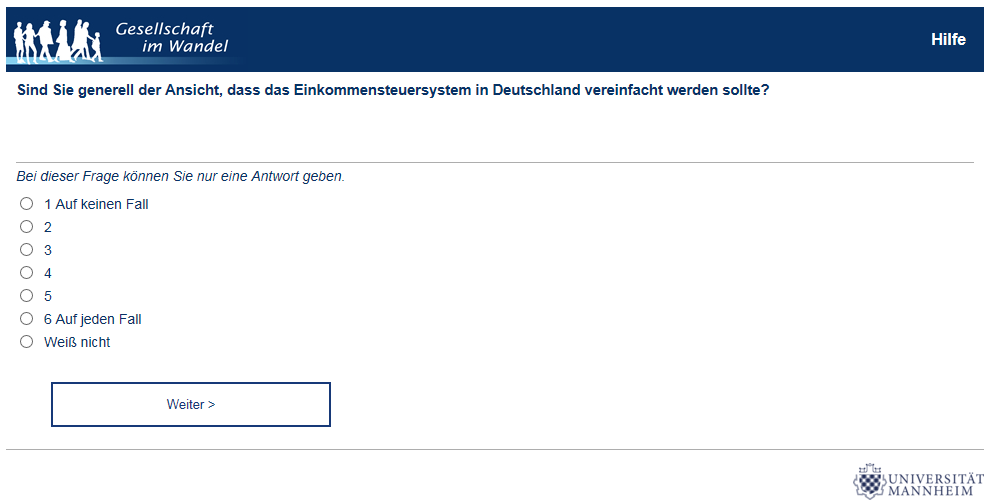 Gesellschaft
im Wandel
Hilfe
Sind Sie generell der Ansicht, dass das Einkommensteuersystem in Deutschland vereinfacht werden sollte?
Bei dieser Frage können Sie nur eine Antwort geben.
1 Auf keinen Fall
2
3
4
5
6 Auf jeden Fall
Weiß nicht
Weiter >
UNIVERSITÄT
MANNHEIM